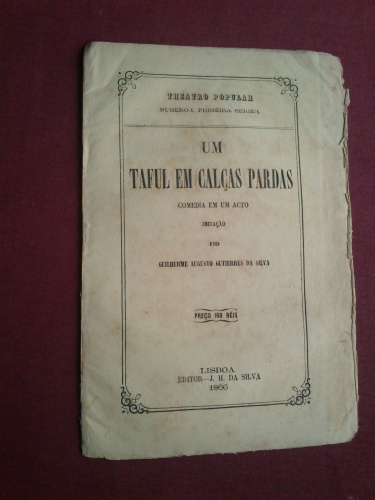 THEATRO POPULAR
NUMERO-1. PRIMEIRA SERIE-1.
UM
TAFUL EM CALÇAS PARDAS
COMEDIA EM UM ACTO
IMITAÇÃO
POR
GUILHERME AUGUSTO GUTIERRES DA SILVA
PREÇO 160 RÉIS
LISBOA
EDITOR—J. H. DA SILVA
1866